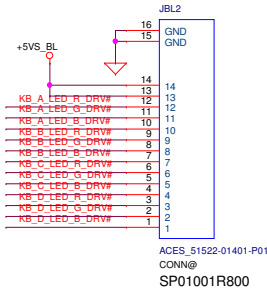 JBL2
16 GND
15 GND
+5VS_BL
14 14
13 13
KB_A_LED_R_DRV# 12 12
KB_A_LED_G_DRV# 11 11
KB_A_LED_B_DRV# 10 10
KB_B_LED_R_DRV# 9 9
KB_B_LED_G_DRV# 8 8
KB_B_LED_B_DRV# 7 7
KB_C_LED_R_DRV# 6 6
KB_C_LED_G_DRV# 5 5
KB_C_LED_B_DRV# 4 4
KB_D_LED_R_DRV# 3 3
KB_D_LED_G_DRV# 2 2
KB_D_LED_B_DRV# 1 1
ACES_51522-01401-P01
CONN@
SP01001R800